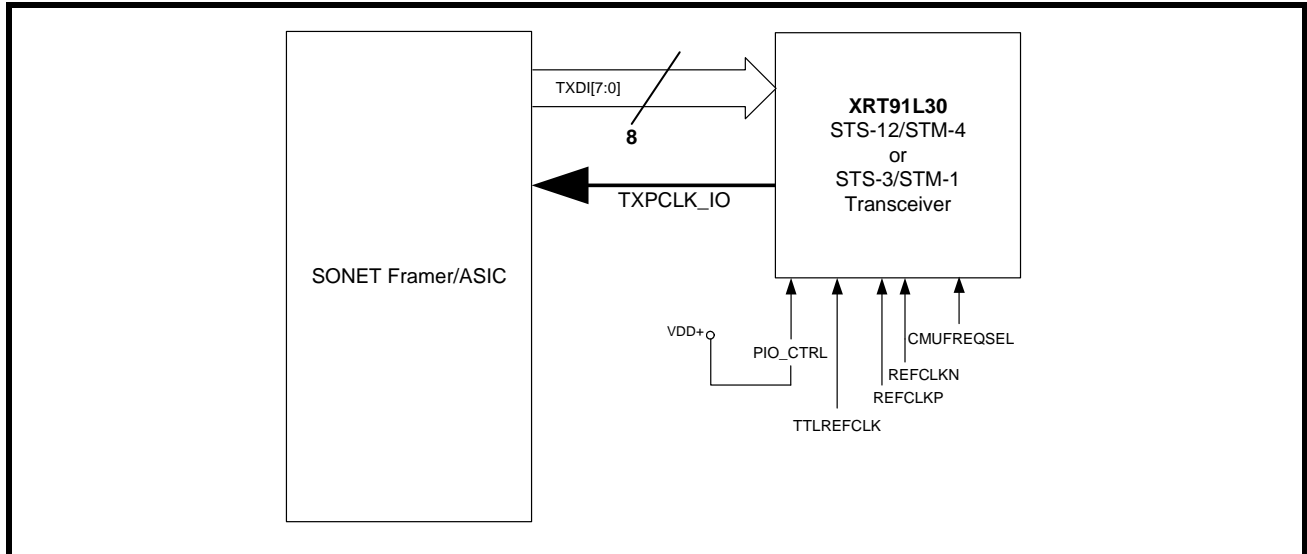 TXDI[7:0]
8
TXPCLK_IO
SONET Framer/ASIC
XRT91L30
STS-12/STM-4
or
STS-3/STM-1
Transceiver
VDD+
PIO_CTRL
CMUFREQSEL
REFCLKN
REFCLKP
TTLREFCLK